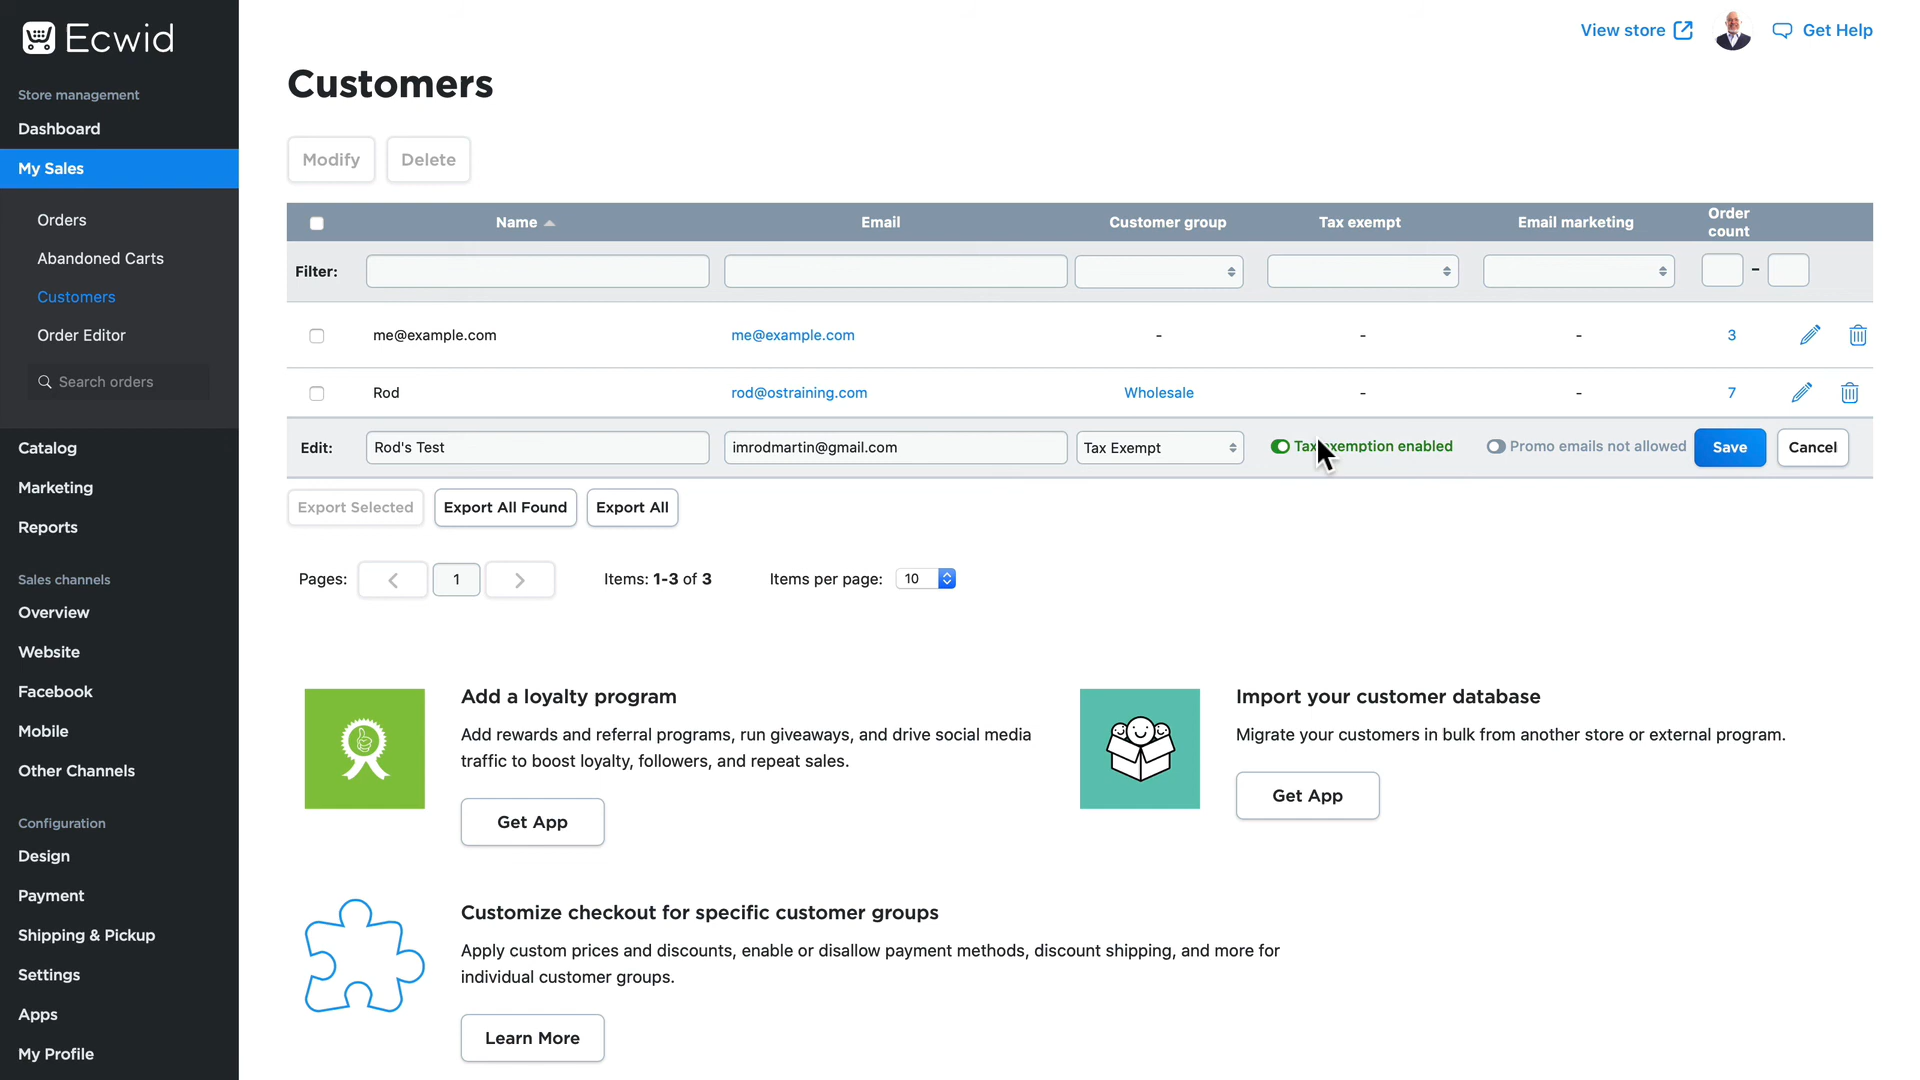 Ecwid
View store
Get Help
Customers
Store management
Dashboard
My Sales
Orders
Abandoned Carts
Customers
Order Editor
Search orders
Catalog
Marketing
Reports
Sales channels
Overview
Website
Facebook
Mobile
Other Channels
Configuration
Design
Payment
Shipping & Pickup
Settings
Apps
My Profile
Modify Delete
Name Email Customer group Tax exempt Email marketing Order count
Filter: -
me@example.com me@example.com - - - 3
Rod rod@ostraining.com Wholesale - - 7
Edit: Rod's Test imrodmartin@gmail.com Tax Exempt Tax exemption enabled Promo emails not allowed Save Cancel
Export Selected Export All Found Export All
Pages: 1 Items: 1-3 of 3 Items per page: 10
Add a loyalty program
Add rewards and referral programs, run giveaways, and drive social media
traffic to boost loyalty, followers, and repeat sales.
Get App
Import your customer database
Migrate your customers in bulk from another store or external program.
Get App
Customize checkout for specific customer groups
Apply custom prices and discounts, enable or disallow payment methods, discount shipping, and more for
individual customer groups.
Learn More